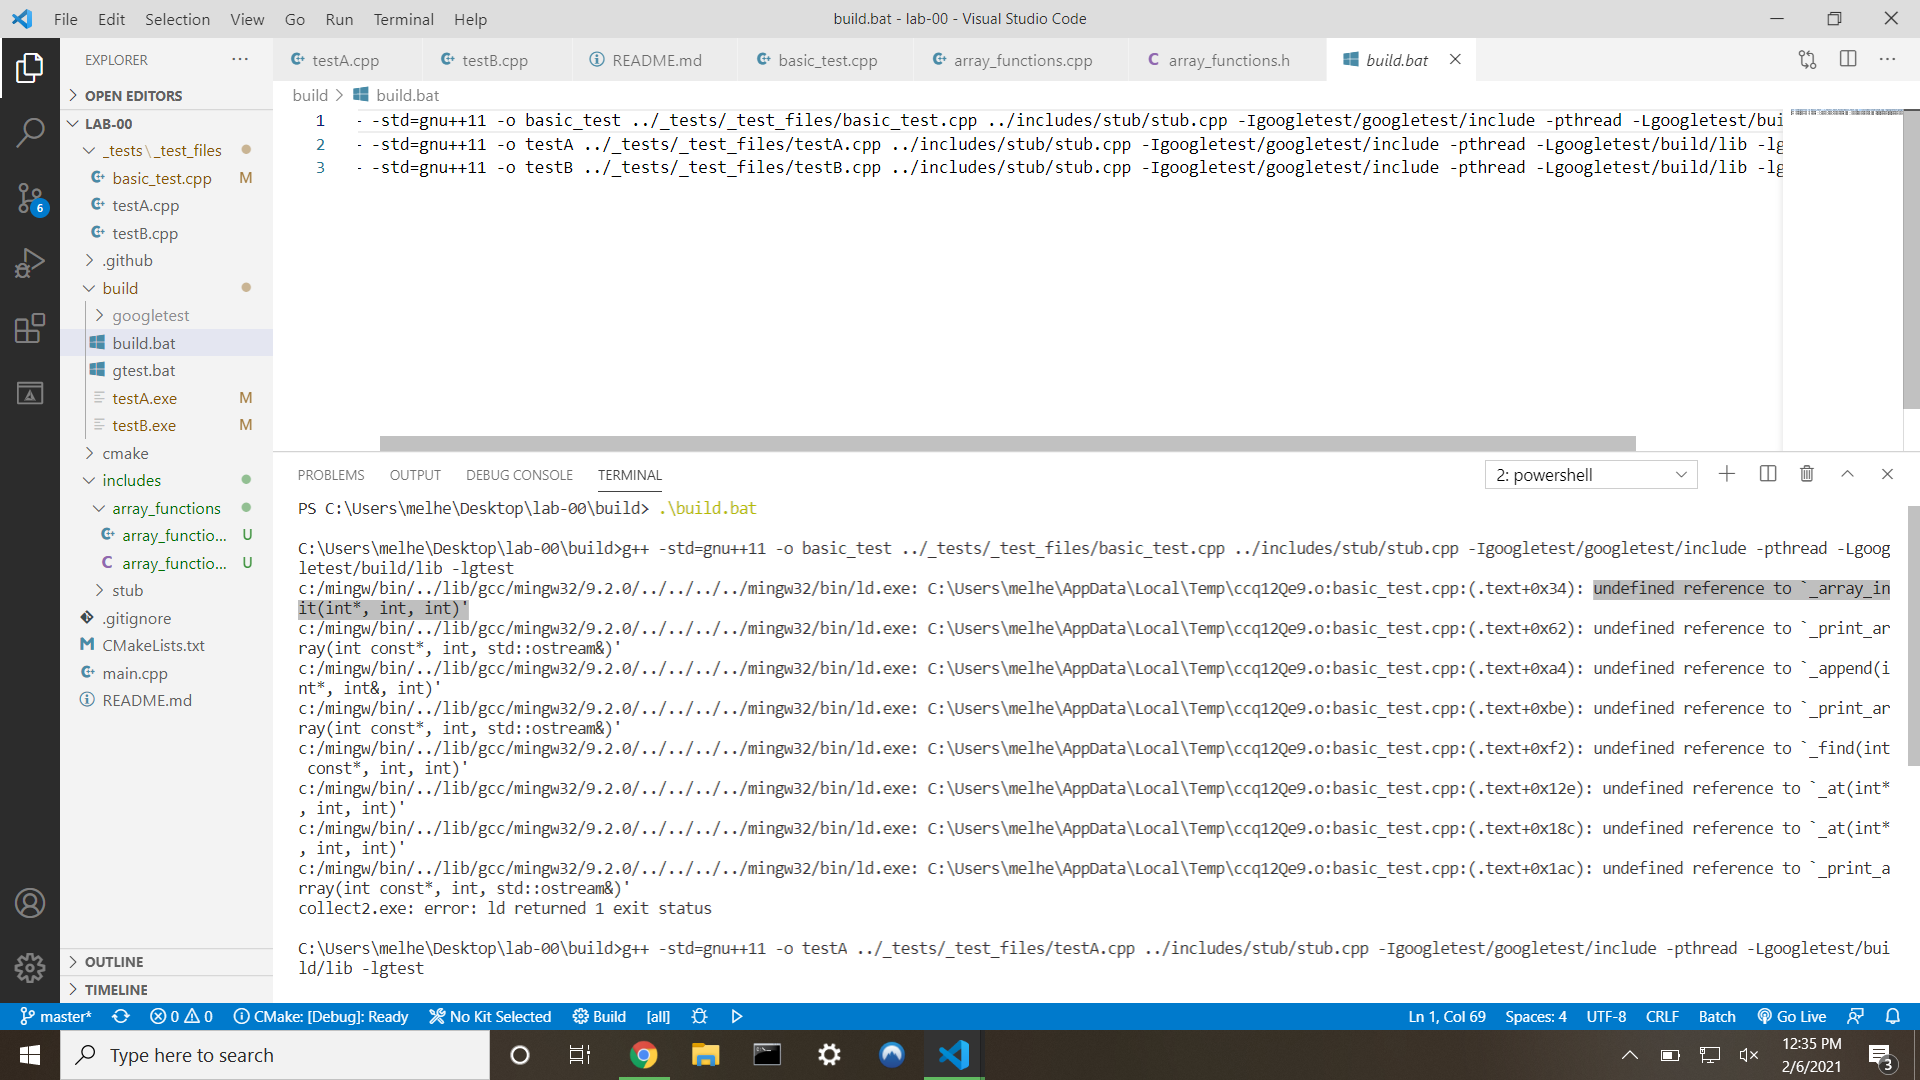 File Edit Selection View Go Run Terminal Help
build.bat - lab-00 - Visual Studio Code
EXPLORER
testA.cpp
testB.cpp
README.md
basic_test.cpp
array_functions.cpp
array_functions.h
build.bat
build > build.bat
OPEN EDITORS
LAB-00
_tests\_test_files
basic_test.cpp M
testA.cpp
testB.cpp
.github
build
googletest
build.bat
gtest.bat
testA.exe M
testB.exe M
cmake
includes
array_functions
array_functio... U
array_functio... U
stub
.gitignore
CMakeLists.txt
main.cpp
README.md
OUTLINE
TIMELINE
6
1 - -std=gnu++11 -o basic_test ../_tests/_test_files/basic_test.cpp ../includes/stub/stub.cpp -Igoogletest/googletest/include -pthread -Lgoogletest/bui
2 - -std=gnu++11 -o testA ../_tests/_test_files/testA.cpp ../includes/stub/stub.cpp -Igoogletest/googletest/include -pthread -Lgoogletest/build/lib -lg
3 - -std=gnu++11 -o testB ../_tests/_test_files/testB.cpp ../includes/stub/stub.cpp -Igoogletest/googletest/include -pthread -Lgoogletest/build/lib -lg
PROBLEMS OUTPUT DEBUG CONSOLE TERMINAL
2: powershell
PS C:\Users\melhe\Desktop\lab-00\build> .\build.bat
C:\Users\melhe\Desktop\lab-00\build>g++ -std=gnu++11 -o basic_test ../_tests/_test_files/basic_test.cpp ../includes/stub/stub.cpp -Igoogletest/googletest/include -pthread -Lgoog
letest/build/lib -lgtest
c:/mingw/bin/../lib/gcc/mingw32/9.2.0/../../../../mingw32/bin/ld.exe: C:\Users\melhe\AppData\Local\Temp\ccq12Qe9.o:basic_test.cpp:(.text+0x34): undefined reference to `_array_in
it(int*, int, int)'
c:/mingw/bin/../lib/gcc/mingw32/9.2.0/../../../../mingw32/bin/ld.exe: C:\Users\melhe\AppData\Local\Temp\ccq12Qe9.o:basic_test.cpp:(.text+0x62): undefined reference to `_print_ar
ray(int const*, int, std::ostream&)'
c:/mingw/bin/../lib/gcc/mingw32/9.2.0/../../../../mingw32/bin/ld.exe: C:\Users\melhe\AppData\Local\Temp\ccq12Qe9.o:basic_test.cpp:(.text+0xa4): undefined reference to `_append(i
nt*, int&, int)'
c:/mingw/bin/../lib/gcc/mingw32/9.2.0/../../../../mingw32/bin/ld.exe: C:\Users\melhe\AppData\Local\Temp\ccq12Qe9.o:basic_test.cpp:(.text+0xbe): undefined reference to `_print_ar
ray(int const*, int, std::ostream&)'
c:/mingw/bin/../lib/gcc/mingw32/9.2.0/../../../../mingw32/bin/ld.exe: C:\Users\melhe\AppData\Local\Temp\ccq12Qe9.o:basic_test.cpp:(.text+0xf2): undefined reference to `_find(int
const*, int, int)'
c:/mingw/bin/../lib/gcc/mingw32/9.2.0/../../../../mingw32/bin/ld.exe: C:\Users\melhe\AppData\Local\Temp\ccq12Qe9.o:basic_test.cpp:(.text+0x12e): undefined reference to `_at(int*
, int, int)'
c:/mingw/bin/../lib/gcc/mingw32/9.2.0/../../../../mingw32/bin/ld.exe: C:\Users\melhe\AppData\Local\Temp\ccq12Qe9.o:basic_test.cpp:(.text+0x18c): undefined reference to `_at(int*
, int, int)'
c:/mingw/bin/../lib/gcc/mingw32/9.2.0/../../../../mingw32/bin/ld.exe: C:\Users\melhe\AppData\Local\Temp\ccq12Qe9.o:basic_test.cpp:(.text+0x1ac): undefined reference to `_print_a
rray(int const*, int, std::ostream&)'
collect2.exe: error: ld returned 1 exit status
C:\Users\melhe\Desktop\lab-00\build>g++ -std=gnu++11 -o testA ../_tests/_test_files/testA.cpp ../includes/stub/stub.cpp -Igoogletest/googletest/include -pthread -Lgoogletest/bui
ld/lib -lgtest
master* 0 0 CMake: [Debug]: Ready No Kit Selected Build [all] Ln 1, Col 69 Spaces: 4 UTF-8 CRLF Batch Go Live
Type here to search
12:35 PM
2/6/2021
3